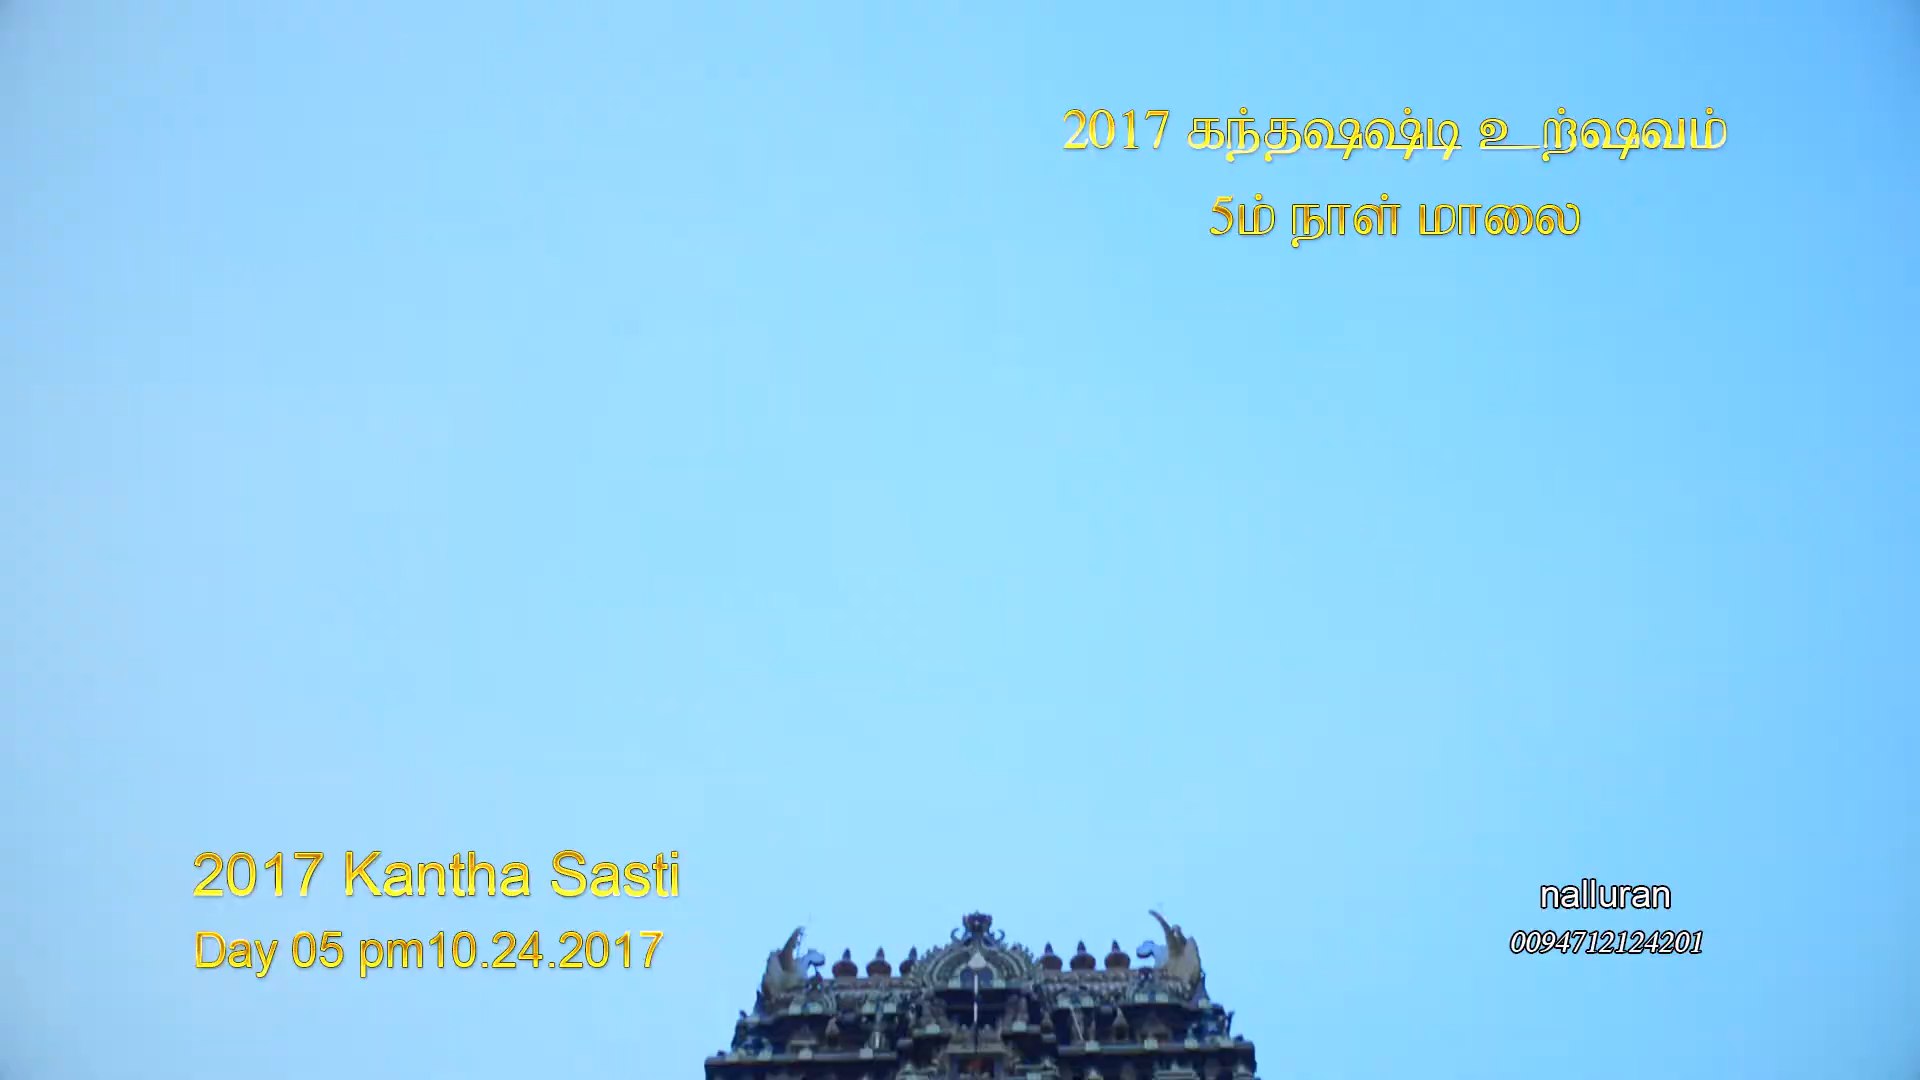 2017 கந்தஷஷ்டி உற்ஷவம்
5ம் நாள் மாலை
2017 Kantha Sasti
Day 05 pm10.24.2017
nalluran
0094712124201